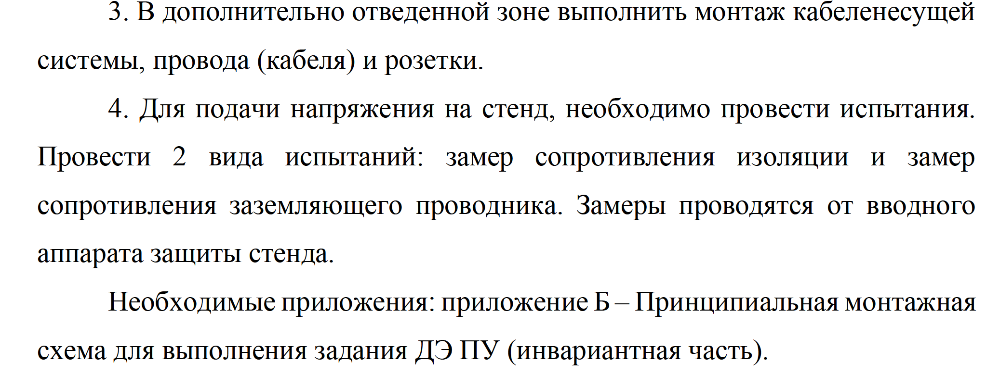 3. В дополнительно отведенной зоне выполнить монтаж кабеленесущей
системы, провода (кабеля) и розетки.
4. Для подачи напряжения на стенд, необходимо провести испытания.
Провести 2 вида испытаний: замер сопротивления изоляции и замер
сопротивления заземляющего проводника. Замеры проводятся от вводного
аппарата защиты стенда.
Необходимые приложения: приложение Б – Принципиальная монтажная
схема для выполнения задания ДЭ ПУ (инвариантная часть).